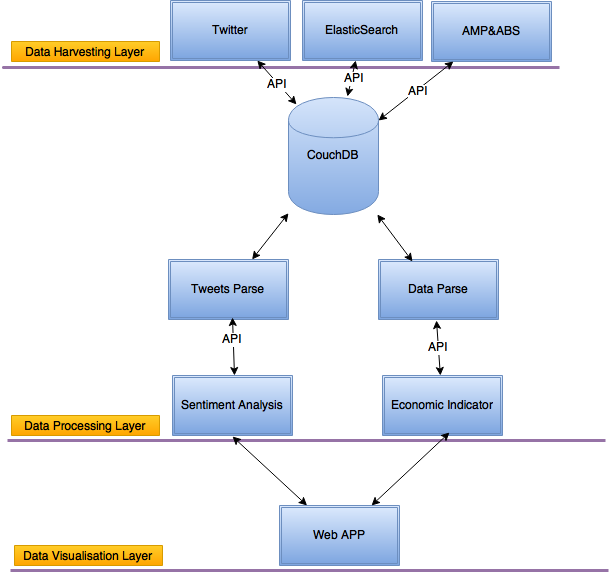 Twitter
ElasticSearch
AMP&ABS
Data Harvesting Layer
API
API
API
CouchDB
Tweets Parse
Data Parse
API
API
Sentiment Analysis
Economic Indicator
Data Processing Layer
Web APP
Data Visualisation Layer